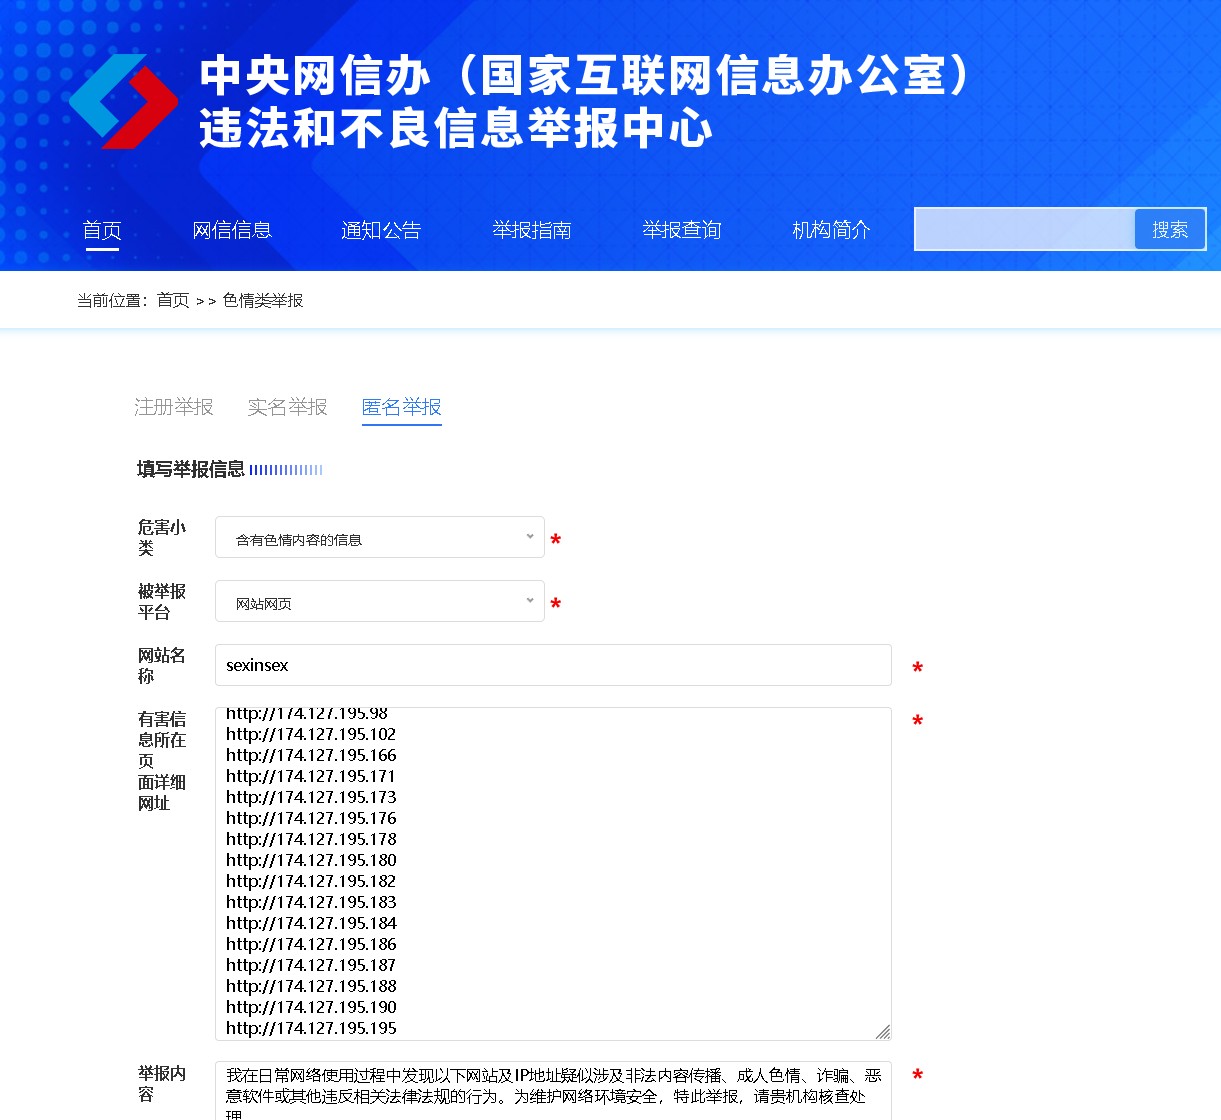 中央网信办（国家互联网信息办公室）
违法和不良信息举报中心
首页 网信信息 通知公告 举报指南 举报查询 机构简介 搜索
当前位置：首页 >> 色情类举报
注册举报 实名举报 匿名举报
填写举报信息
危害小
类
含有色情内容的信息 *
被举报
平台
网站网页 *
网站名
称
sexinsex *
有害信
息所在
页
面详细
网址
*
http://174.127.195.98
http://174.127.195.102
http://174.127.195.166
http://174.127.195.171
http://174.127.195.173
http://174.127.195.176
http://174.127.195.178
http://174.127.195.180
http://174.127.195.182
http://174.127.195.183
http://174.127.195.184
http://174.127.195.186
http://174.127.195.187
http://174.127.195.188
http://174.127.195.190
http://174.127.195.195
举报内
容
*
我在日常网络使用过程中发现以下网站及IP地址疑似涉及非法内容传播、成人色情、诈骗、恶
意软件或其他违反相关法律法规的行为。为维护网络环境安全，特此举报，请贵机构核查处
理